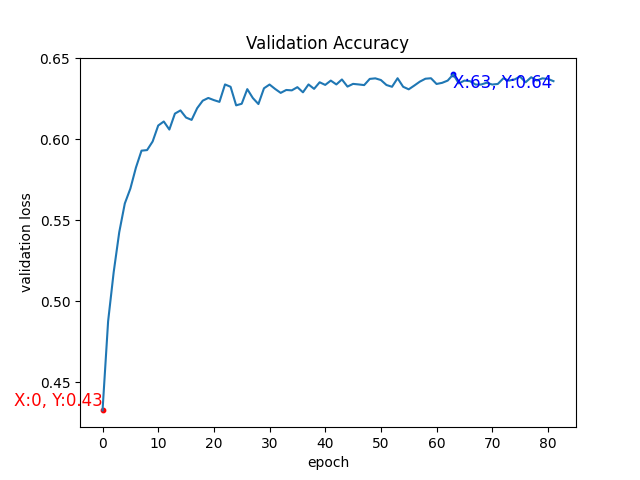 Validation Accuracy
validation loss
0.65
0.60
0.55
0.50
0.45
X:63, Y:0.64
X:0, Y:0.43
0 10 20 30 40 50 60 70 80
epoch